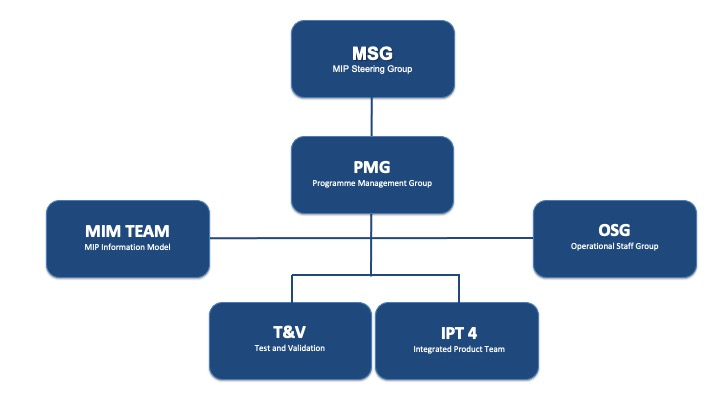 MSG
MIP Steering Group
PMG
Programme Management Group
MIM TEAM
MIP Information Model
OSG
Operational Staff Group
T&V
Test and Validation
IPT 4
Integrated Product Team